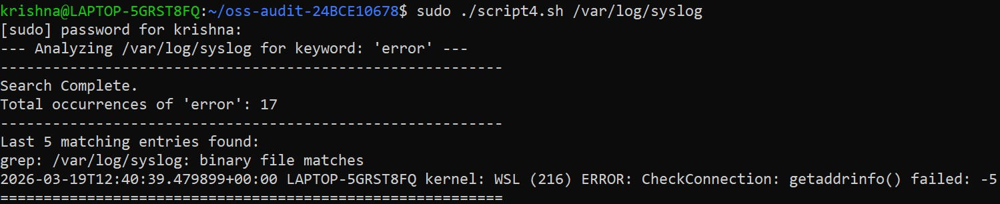 krishna@LAPTOP-5GRST8FQ:~/oss-audit-24BCE10678$ sudo ./script4.sh /var/log/syslog
[sudo] password for krishna:
--- Analyzing /var/log/syslog for keyword: 'error' ---
----------------------------------------------------------
Search Complete.
Total occurrences of 'error': 17
----------------------------------------------------------
Last 5 matching entries found:
grep: /var/log/syslog: binary file matches
2026-03-19T12:40:39.479899+00:00 LAPTOP-5GRST8FQ kernel: WSL (216) ERROR: CheckConnection: getaddrinfo() failed: -5
==========================================================